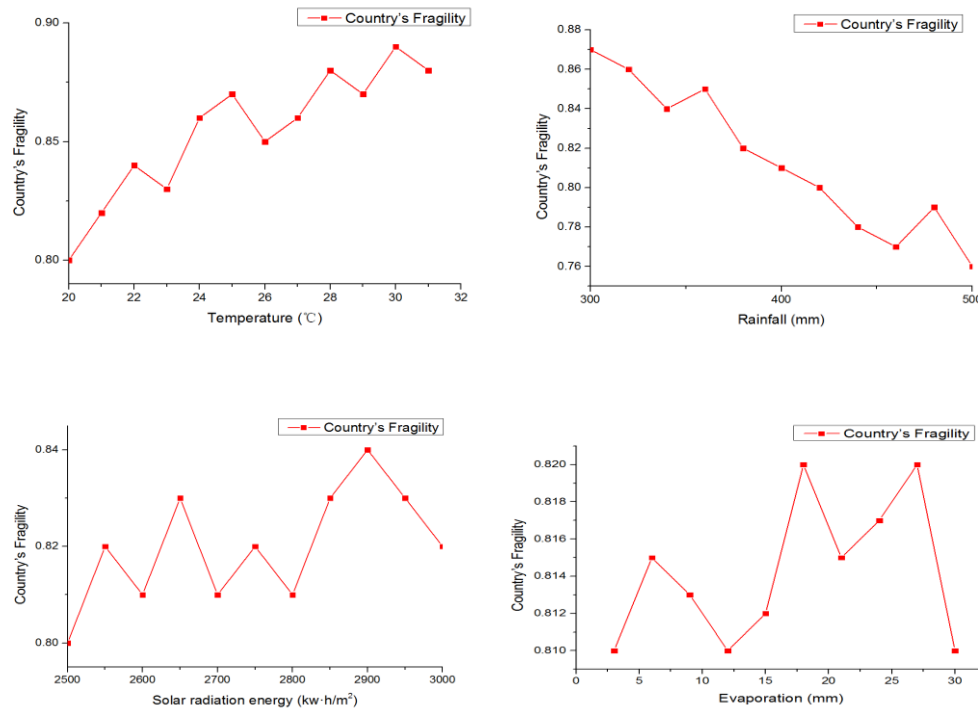 Country's Fragility
0.90
0.85
0.80
Country's Fragility
20 22 24 26 28 30 32
Temperature (℃)
Country's Fragility
0.88
0.86
0.84
0.82
0.80
0.78
0.76
Country's Fragility
300 400 500
Rainfall (mm)
Country's Fragility
0.84
0.82
0.80
Country's Fragility
2500 2600 2700 2800 2900 3000
Solar radiation energy (kw·h/m²)
Country's Fragility
0.820
0.818
0.816
0.814
0.812
0.810
Country's Fragility
0 5 10 15 20 25 30
Evaporation (mm)